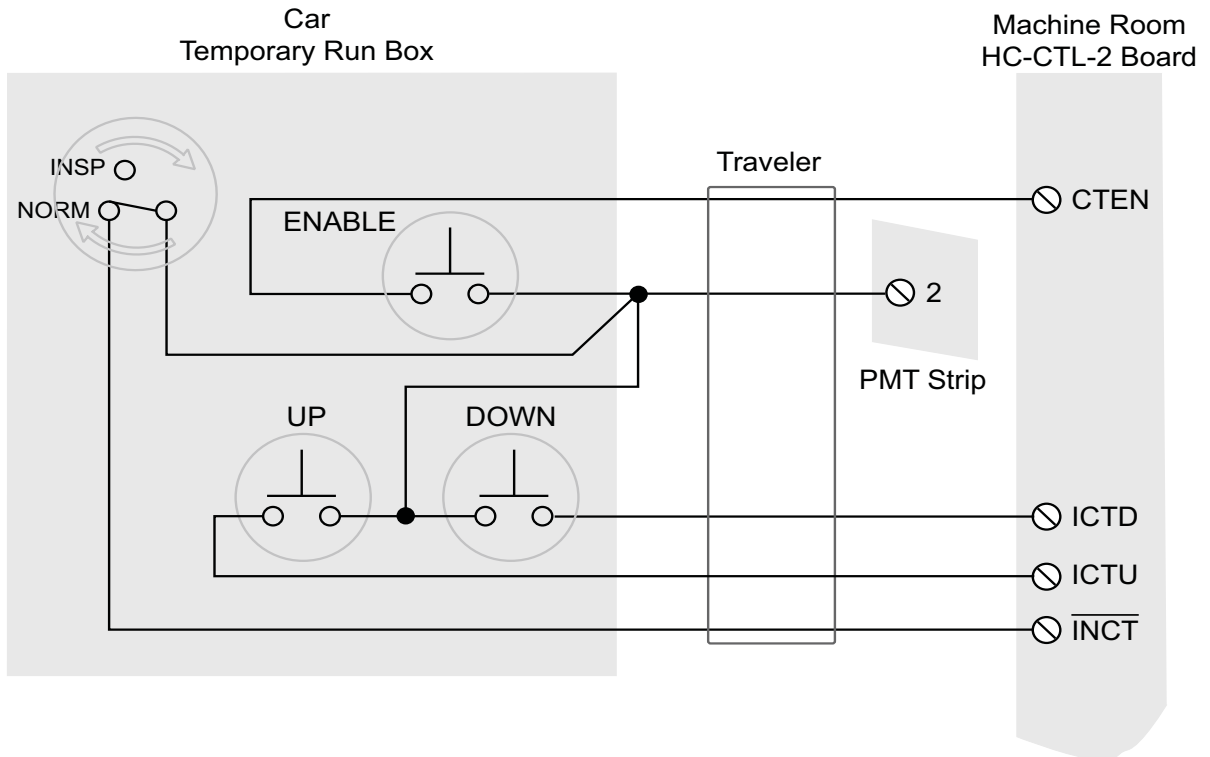 Car
Temporary Run Box
Machine Room
HC-CTL-2 Board
INSP
NORM
ENABLE
Traveler
CTEN
2
PMT Strip
UP
DOWN
ICTD
ICTU
I̅N̅C̅T̅